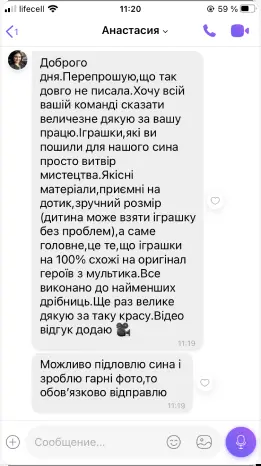 lifecell
11:20
59 %
1
Анастасия
Доброго
дня.Перепрошую,що так
довго не писала.Хочу всій
вашій команді сказати
величезне дякую за вашу
працю.Іграшки,які ви
пошили для нашого сина
просто витвір
мистецтва.Якісні
матеріали,приємні на
дотик,зручний розмір
(дитина може взяти іграшку
без проблем),а саме
головне,це те,що іграшки
на 100% схожі на оригінал
героїв з мультика.Все
виконано до найменших
дрібниць.Ще раз велике
дякую за таку красу.Відео
відгук додаю 🎥
11:19
Можливо підловлю сина і
зроблю гарні фото,то
обов'язково відправлю
11:19
Сообщение...